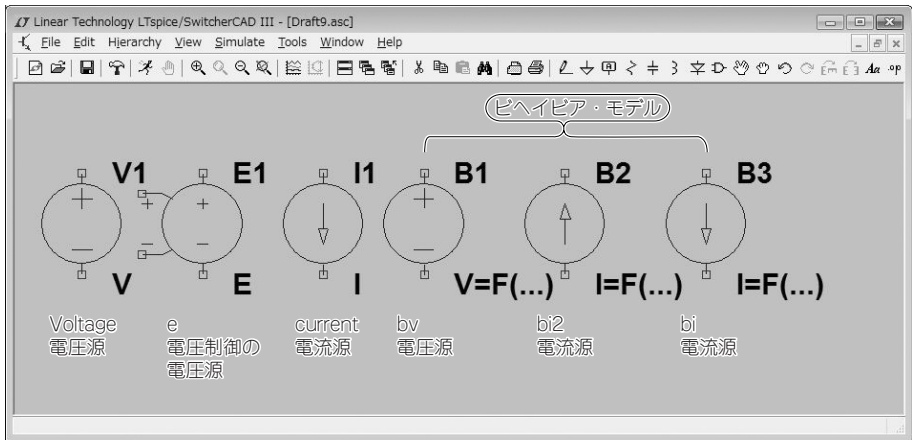 Linear Technology LTspice/SwitcherCAD III - [Draft9.asc]
File Edit Hierarchy View Simulate Tools Window Help
Aa .op
ビヘイビア・モデル
V1 E1 I1 B1 B2 B3
V E I V=F(...) I=F(...) I=F(...)
Voltage e current bv bi2 bi
電圧源 電圧制御の 電流源 電圧源 電流源 電流源
電圧源